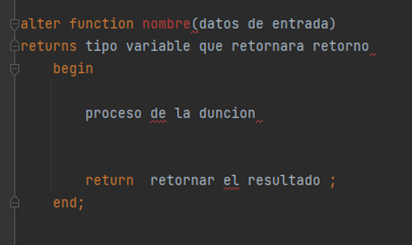 alter function nombre(datos de entrada)
returns tipo variable que retornara retorno
begin
proceso de la duncion
return retornar el resultado ;
end;